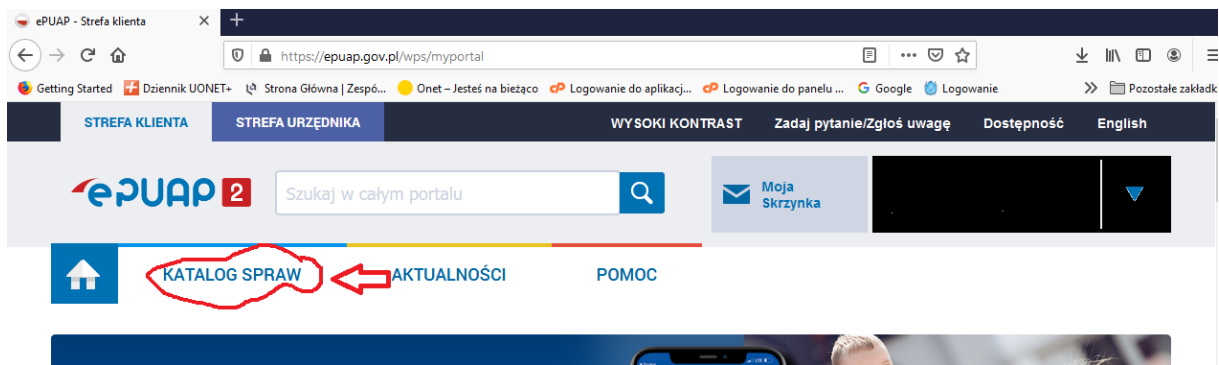 ePUAP - Strefa klienta
https://epuap.gov.pl/wps/myportal
Getting Started Dziennik UONET+ Strona Główna | Zespó... Onet – Jesteś na bieżąco Logowanie do aplikacj... Logowanie do panelu ... Google Logowanie Pozostałe zakładk
STREFA KLIENTA STREFA URZĘDNIKA WYSOKI KONTRAST Zadaj pytanie/Zgłoś uwagę Dostępność English
ePUAP 2 Szukaj w całym portalu Moja
Skrzynka
KATALOG SPRAW AKTUALNOŚCI POMOC